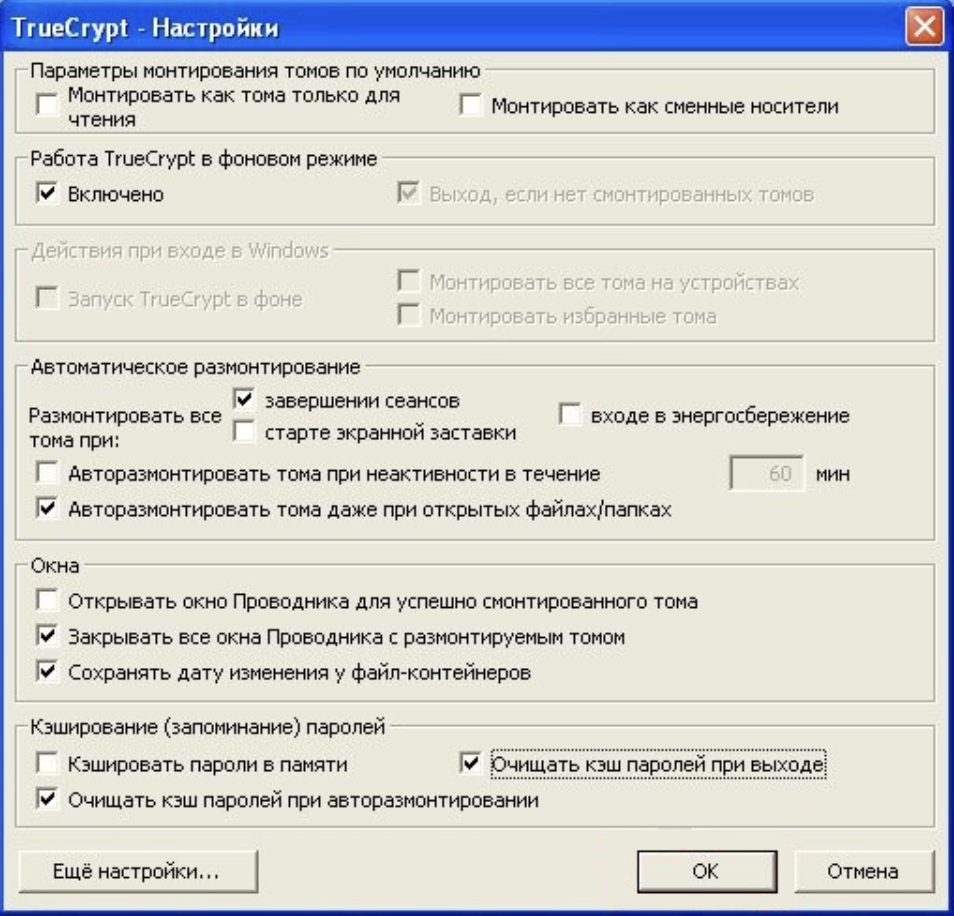 TrueCrypt - Настройки
Параметры монтирования томов по умолчанию
Монтировать как тома только для
чтения
Монтировать как сменные носители
Работа TrueCrypt в фоновом режиме
Включено
Выход, если нет смонтированных томов
Действия при входе в Windows
Запуск TrueCrypt в фоне
Монтировать все тома на устройствах
Монтировать избранные тома
Автоматическое размонтирование
Размонтировать все
тома при:
завершении сеансов
старте экранной заставки
входе в энергосбережение
Авторазмонтировать тома при неактивности в течение
60 мин
Авторазмонтировать тома даже при открытых файлах/папках
Окна
Открывать окно Проводника для успешно смонтированного тома
Закрывать все окна Проводника с размонтируемым томом
Сохранять дату изменения у файл-контейнеров
Кэширование (запоминание) паролей
Кэшировать пароли в памяти
Очищать кэш паролей при выходе
Очищать кэш паролей при авторазмонтировании
Ещё настройки...
OK
Отмена